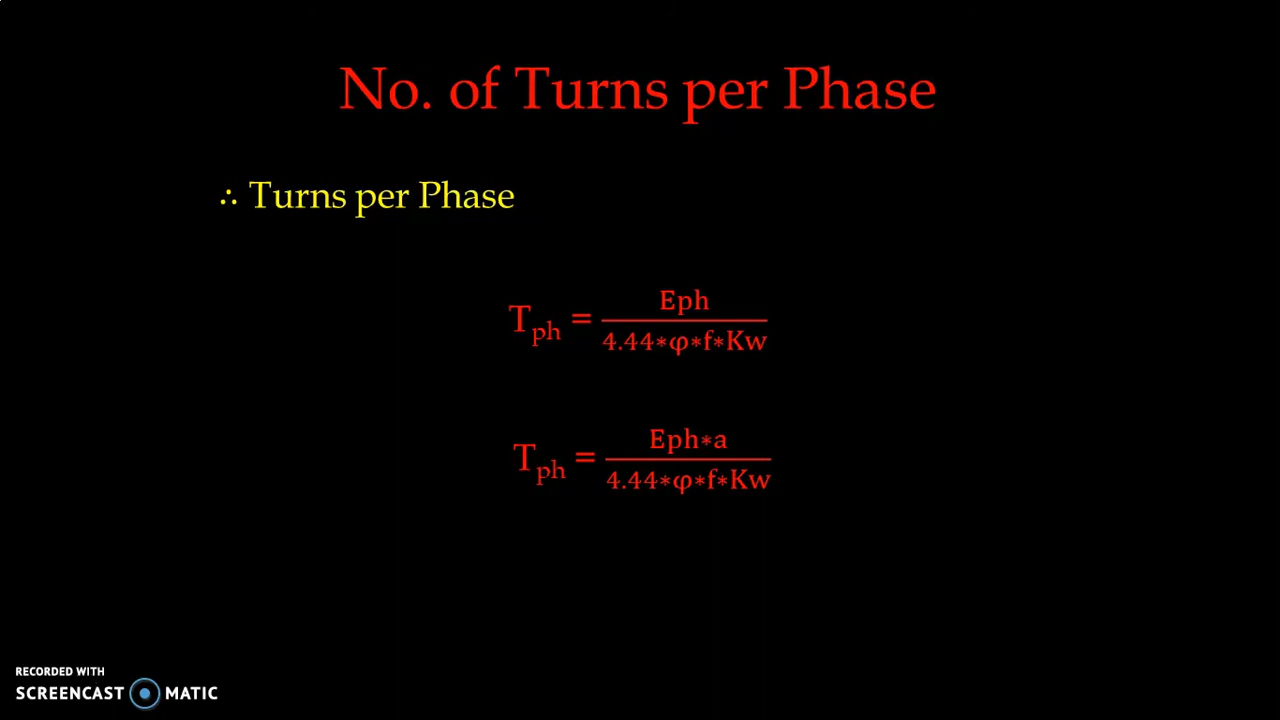 No. of Turns per Phase
∴ Turns per Phase
Tph = Eph / 4.44∗φ∗f∗Kw
Tph = Eph∗a / 4.44∗φ∗f∗Kw
RECORDED WITH
SCREENCAST MATIC